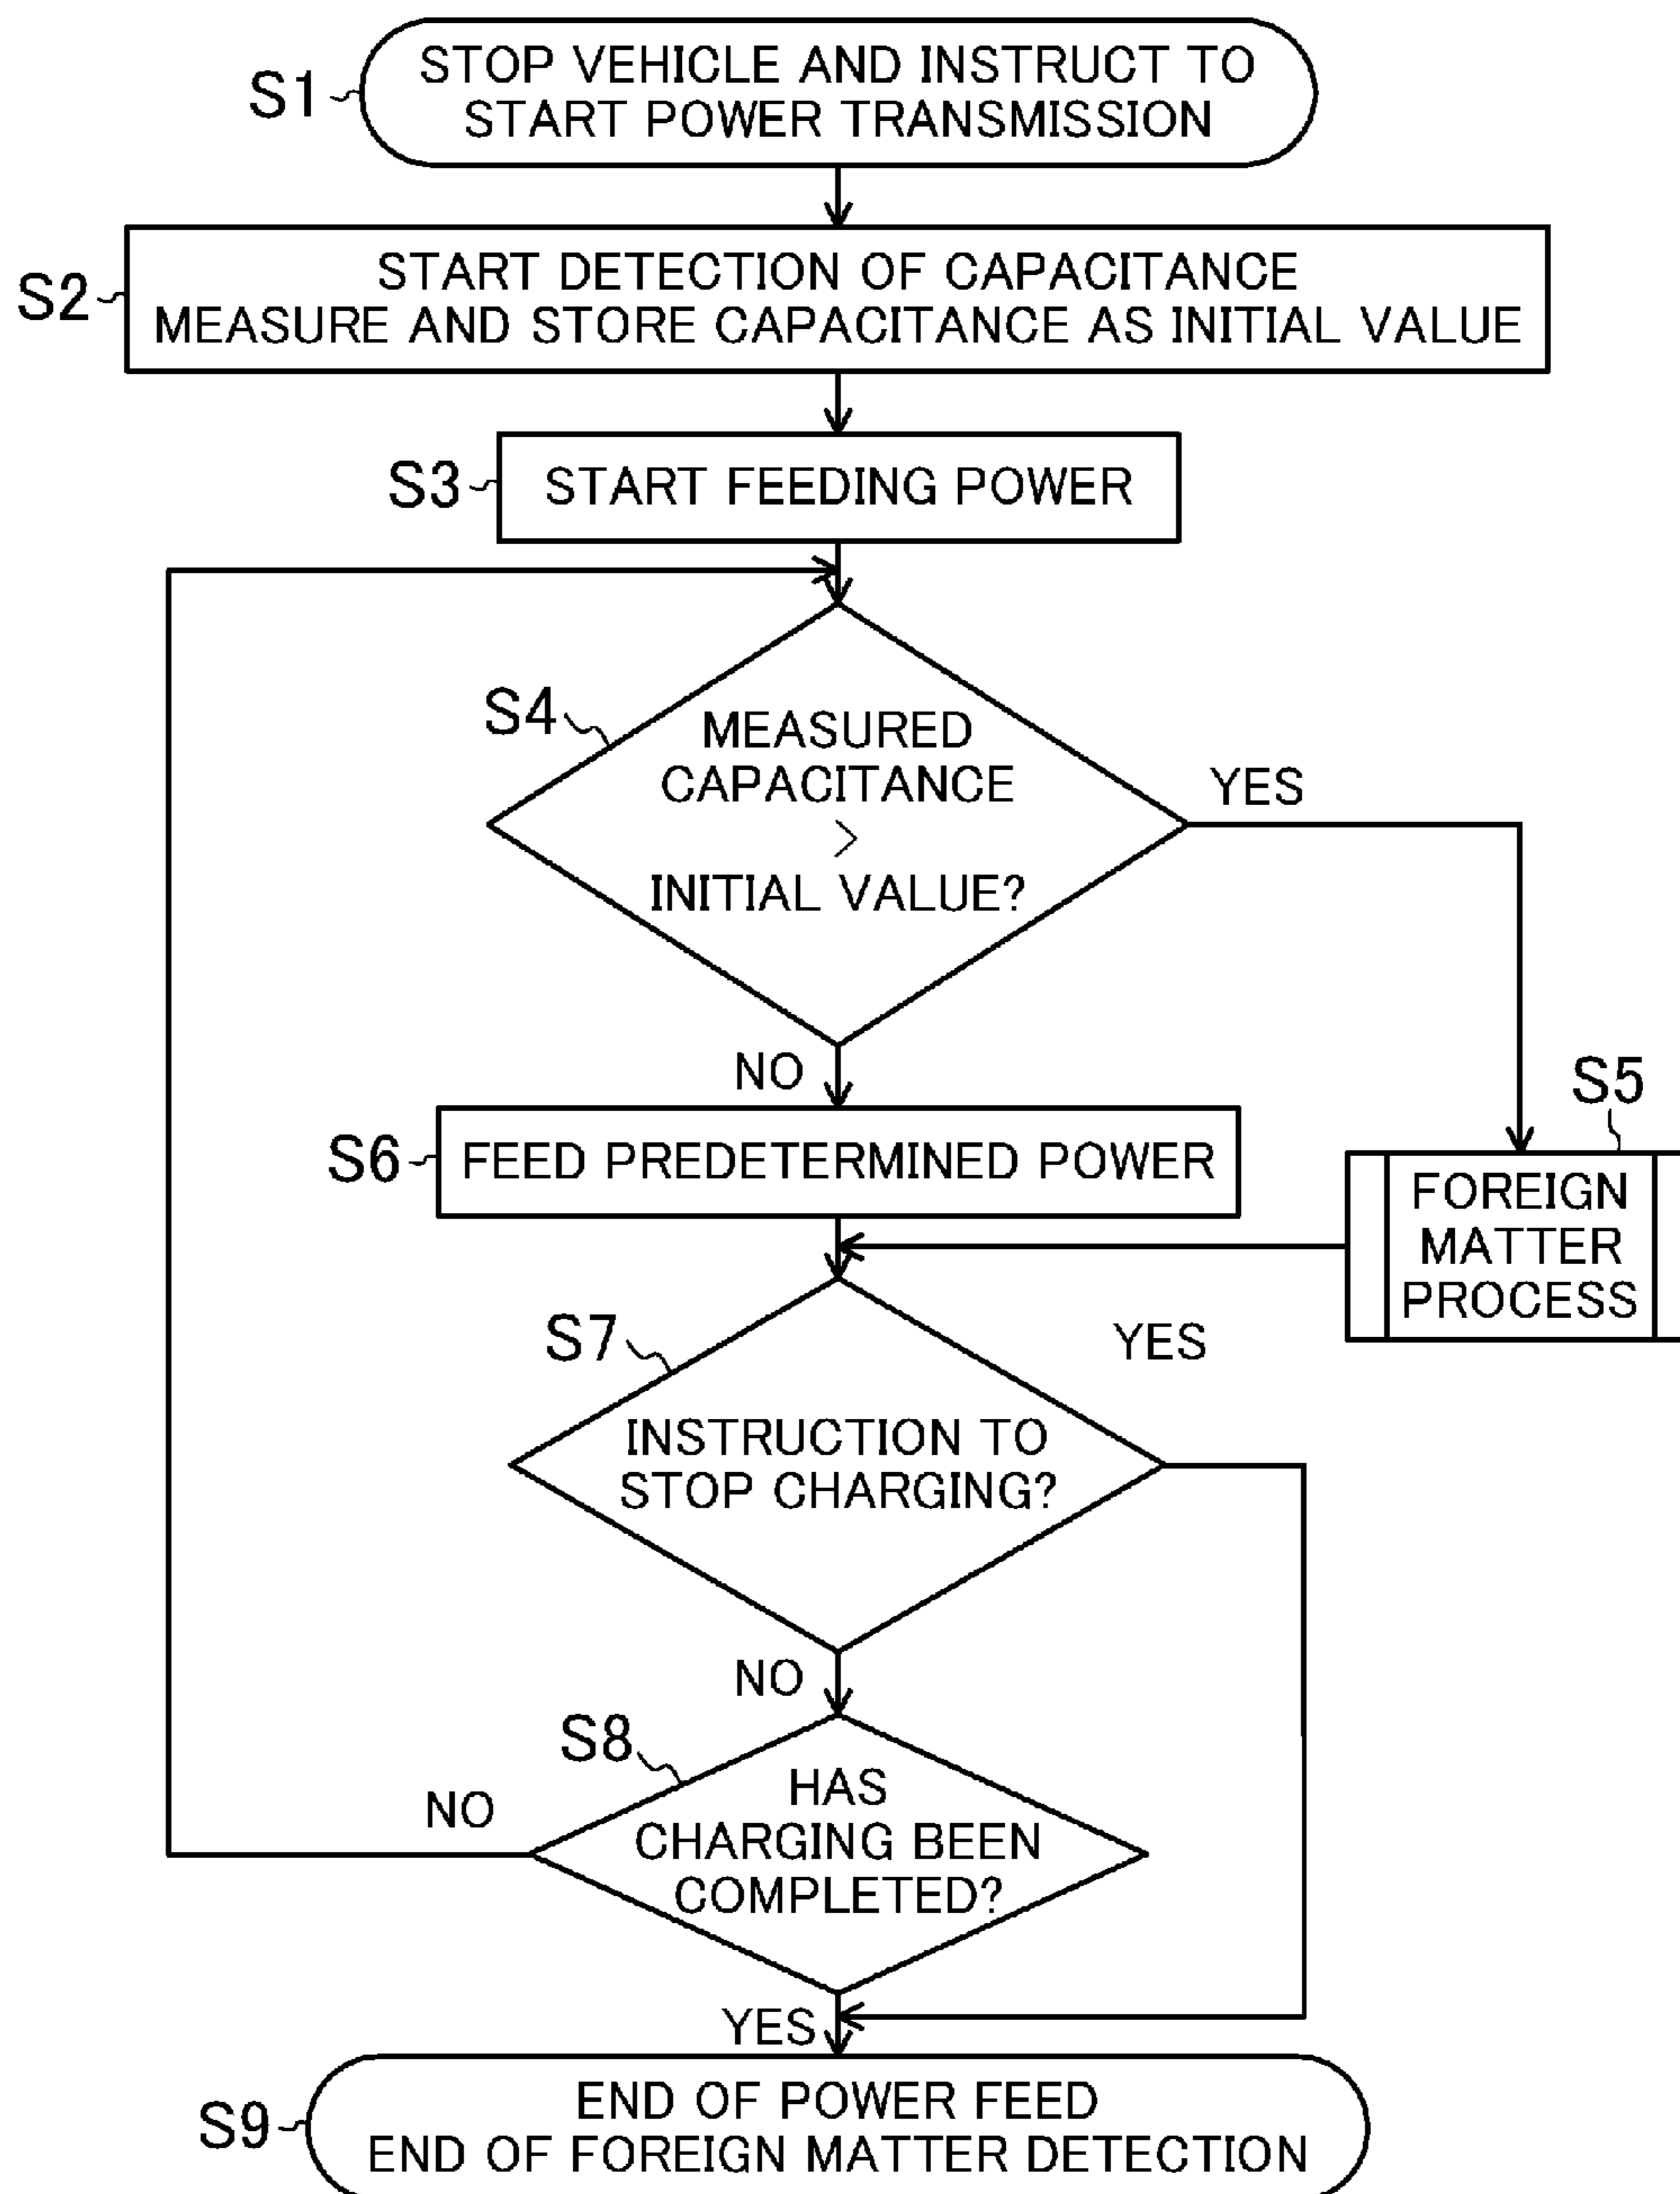 S1
STOP VEHICLE AND INSTRUCT TO
START POWER TRANSMISSION
S2
START DETECTION OF CAPACITANCE
MEASURE AND STORE CAPACITANCE AS INITIAL VALUE
S3
START FEEDING POWER
S4
MEASURED
CAPACITANCE
>
INITIAL VALUE?
YES
NO
S5
FOREIGN
MATTER
PROCESS
S6
FEED PREDETERMINED POWER
S7
INSTRUCTION TO
STOP CHARGING?
YES
NO
S8
HAS
CHARGING BEEN
COMPLETED?
NO
YES
S9
END OF POWER FEED
END OF FOREIGN MATTER DETECTION